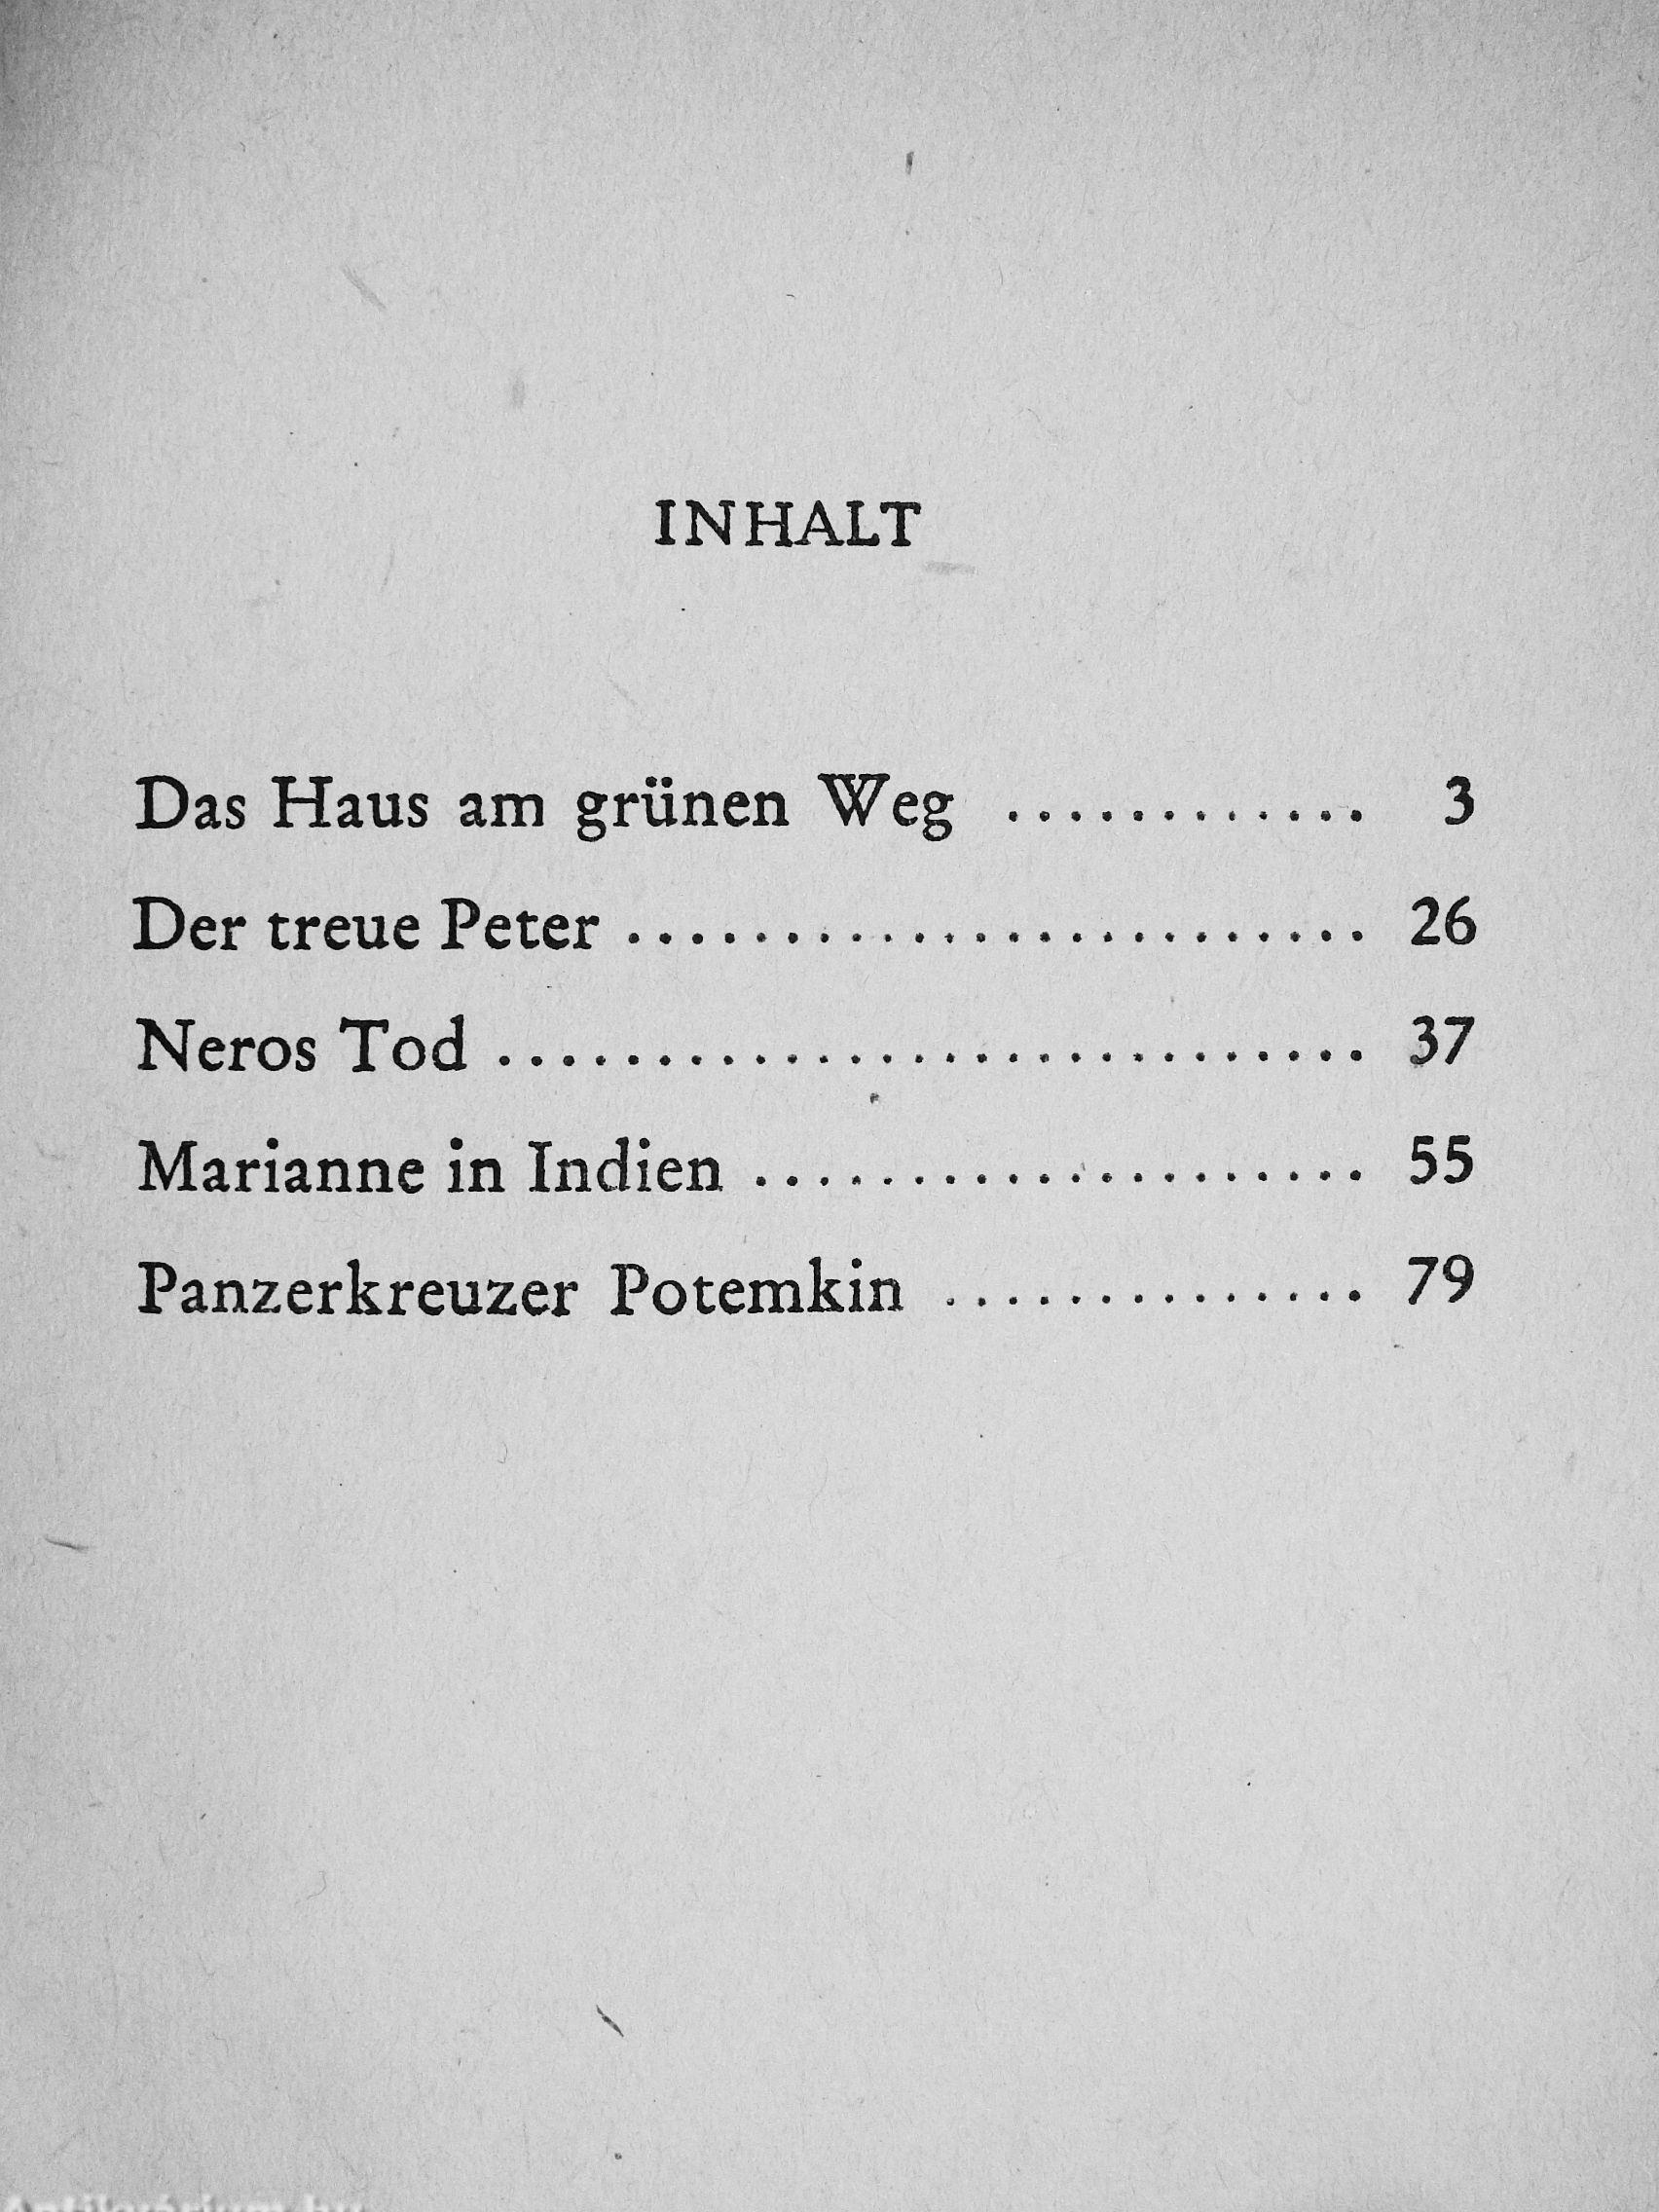 INHALT
Das Haus am grünen Weg ............ 3
Der treue Peter ........................ 26
Neros Tod ............................ 37
Marianne in Indien .................... 55
Panzerkreuzer Potemkin .............. 79